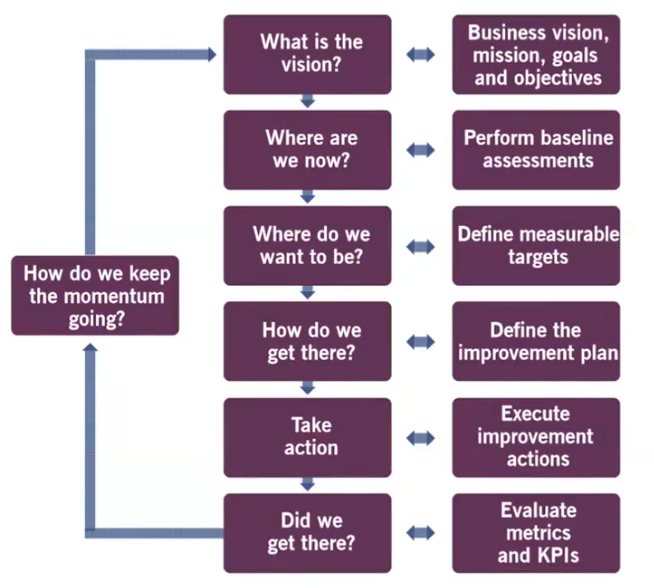 What is the
vision?
Business vision,
mission, goals
and objectives
Where are
we now?
Perform baseline
assessments
Where do we
want to be?
Define measurable
targets
How do we keep
the momentum
going?
How do we
get there?
Define the
improvement plan
Take
action
Execute
improvement
actions
Did we
get there?
Evaluate
metrics
and KPIs